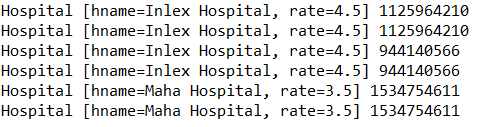 Hospital [hname=Inlex Hospital, rate=4.5] 1125964210
Hospital [hname=Inlex Hospital, rate=4.5] 1125964210
Hospital [hname=Inlex Hospital, rate=4.5] 944140566
Hospital [hname=Inlex Hospital, rate=4.5] 944140566
Hospital [hname=Maha Hospital, rate=3.5] 1534754611
Hospital [hname=Maha Hospital, rate=3.5] 1534754611